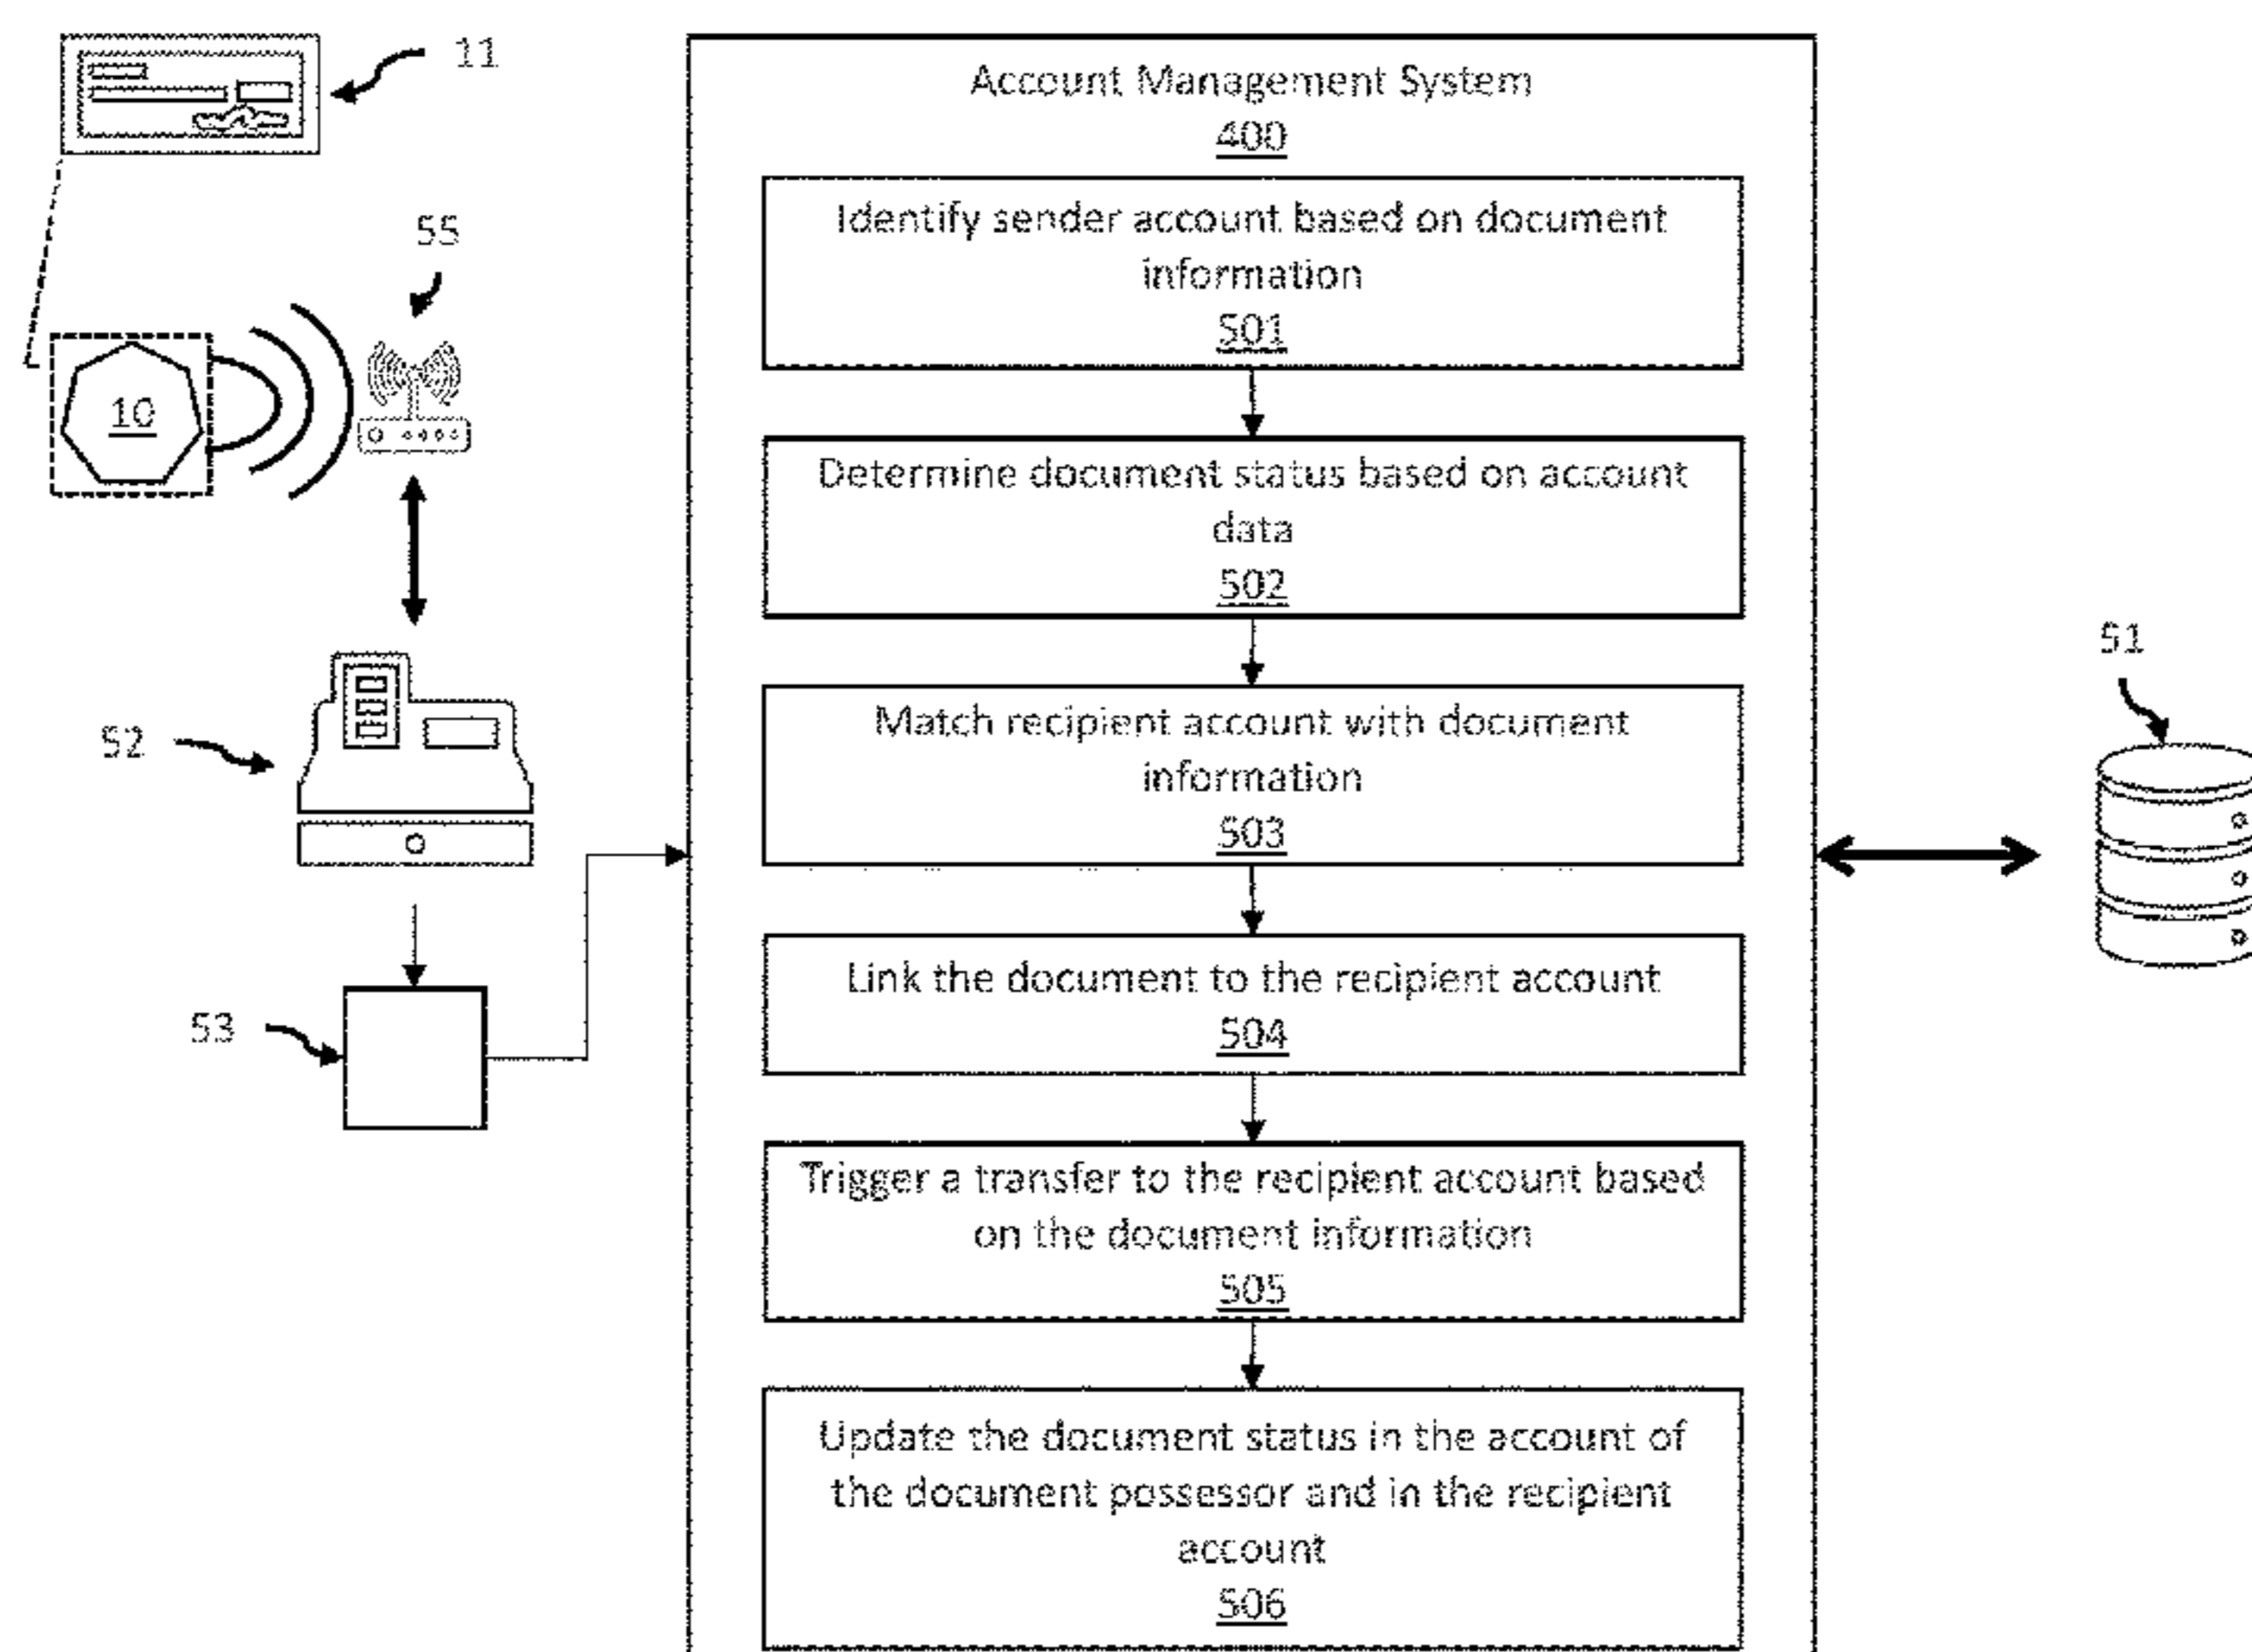 11
55
10
52
53
Account Management System
400
Identify sender account based on document
information
501
Determine document status based on account
data
502
Match recipient account with document
information
503
Link the document to the recipient account
504
Trigger a transfer to the recipient account based
on the document information
505
Update the document status in the account of
the document possessor and in the recipient
account
506
51